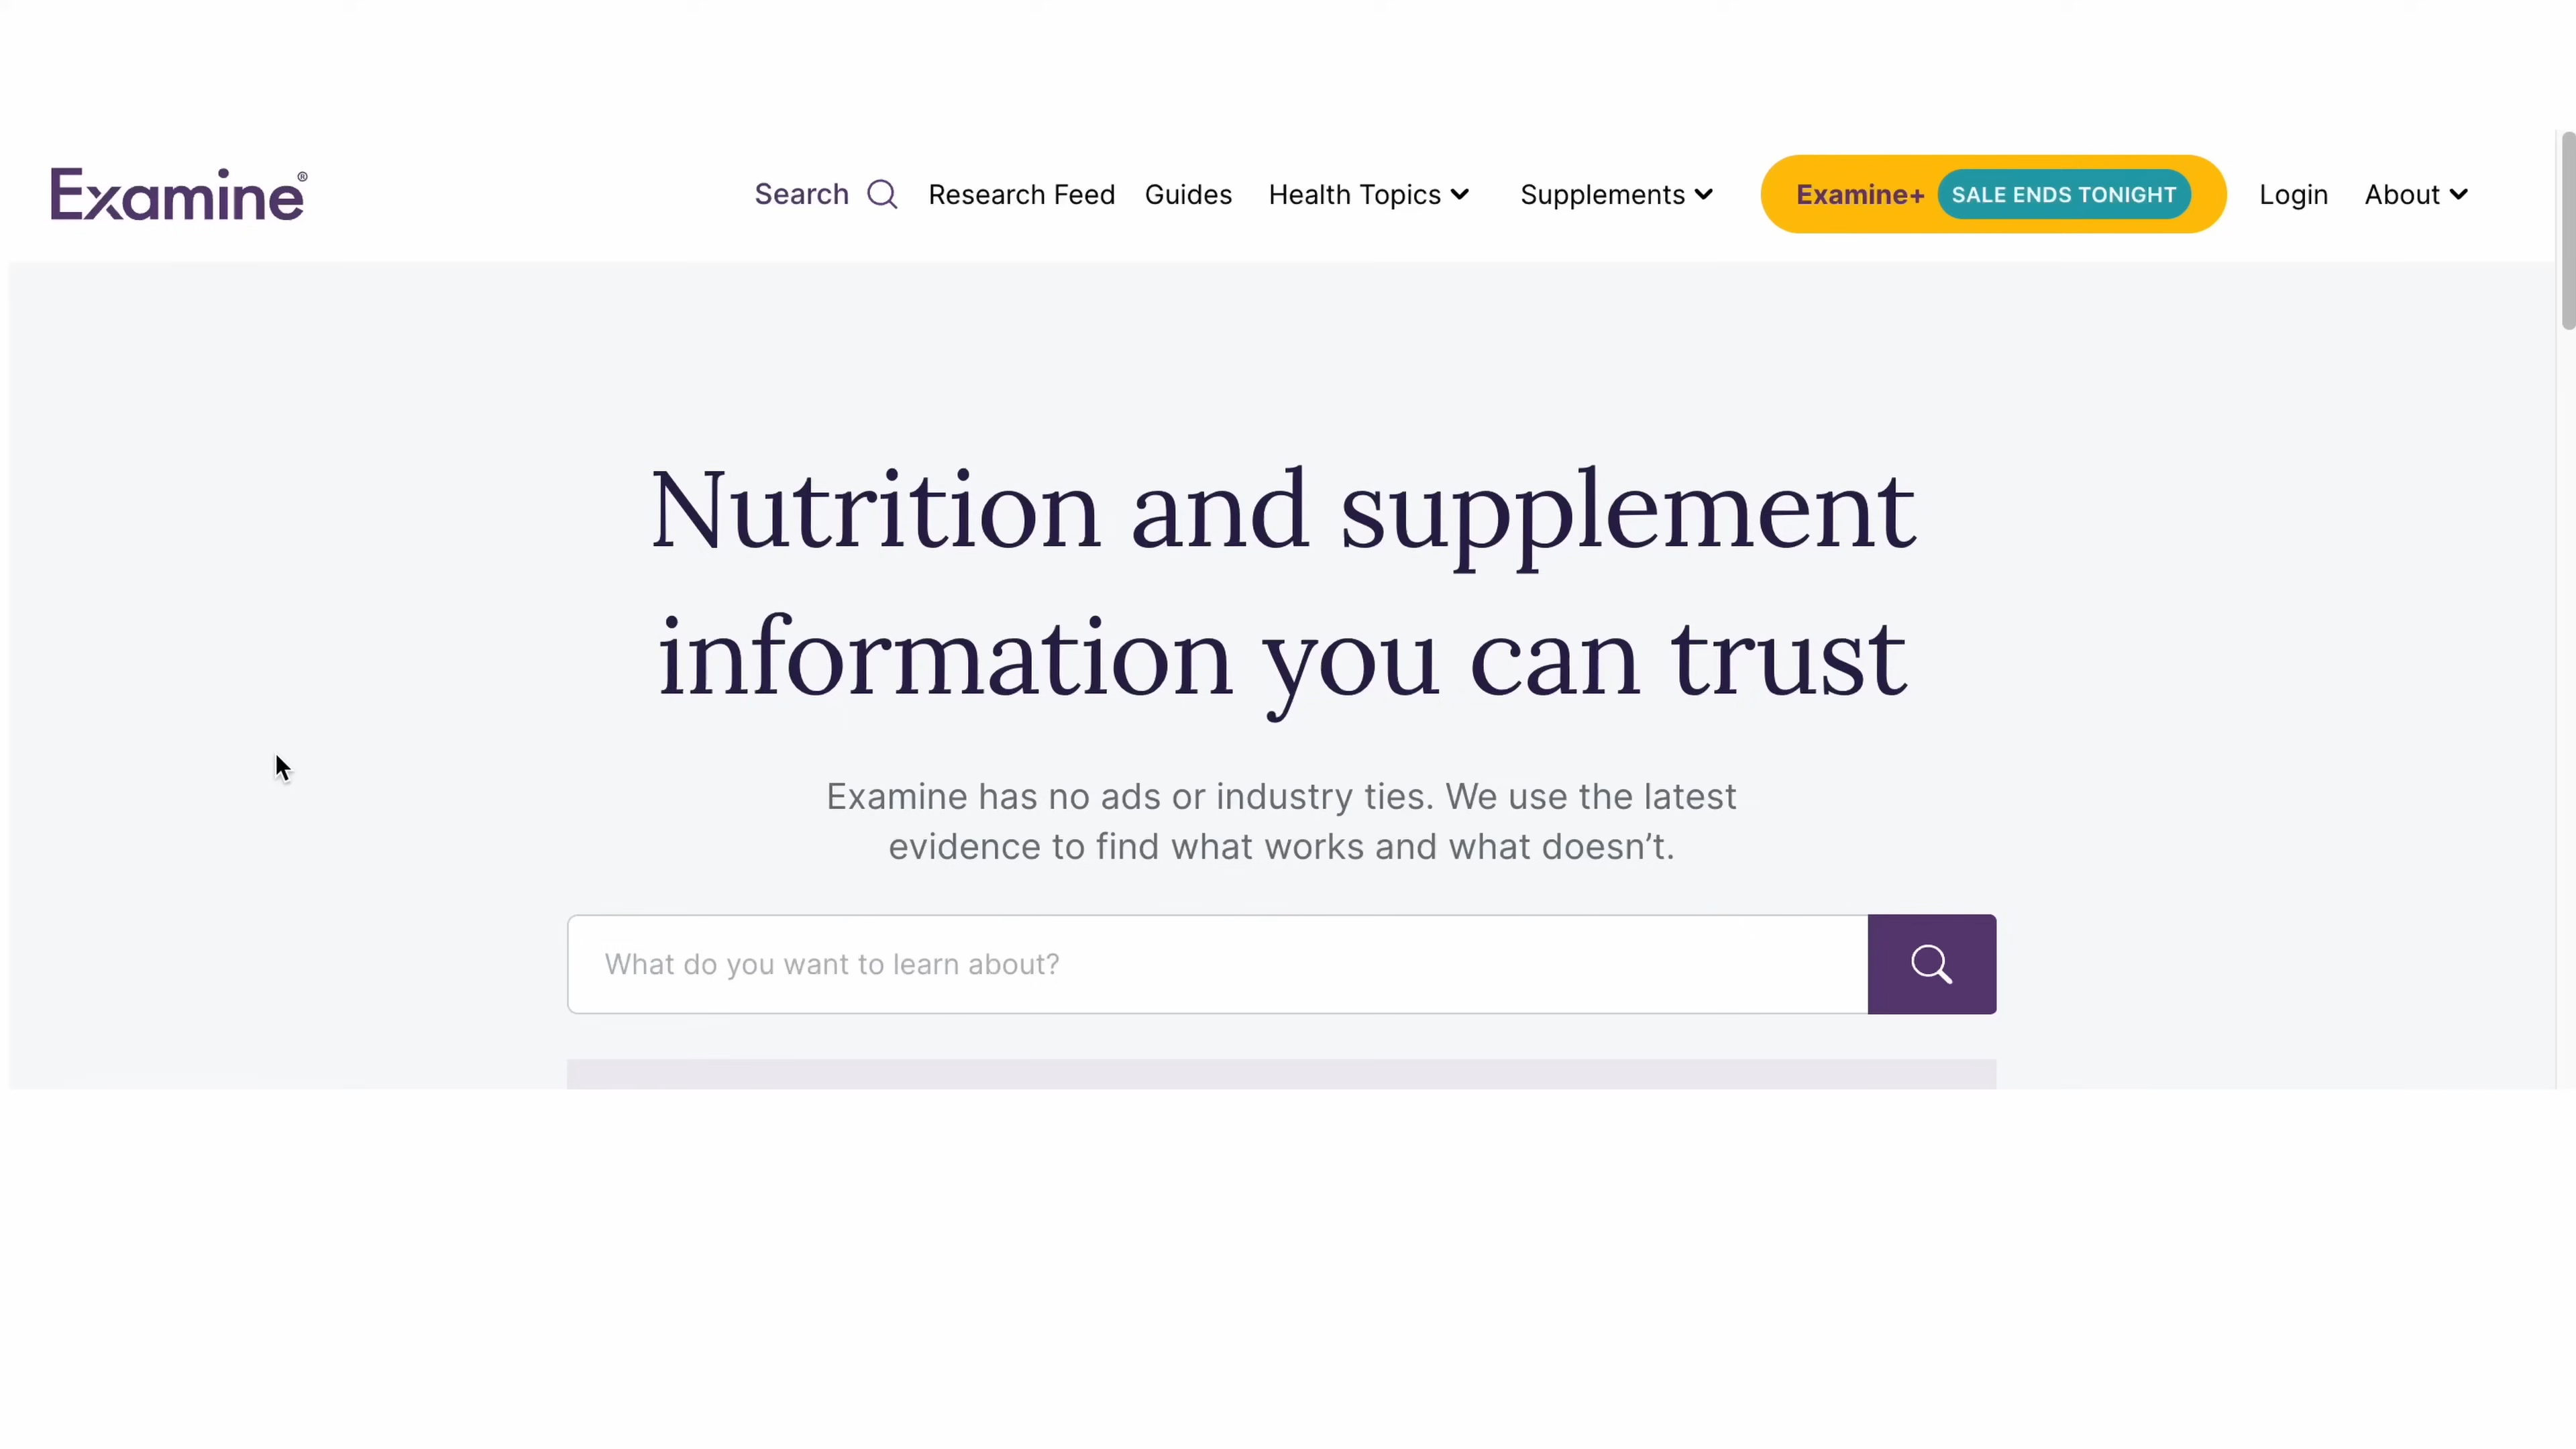 Examine®
Search Research Feed Guides Health Topics Supplements Examine+ SALE ENDS TONIGHT Login About
Nutrition and supplement
information you can trust
Examine has no ads or industry ties. We use the latest
evidence to find what works and what doesn’t.
What do you want to learn about?